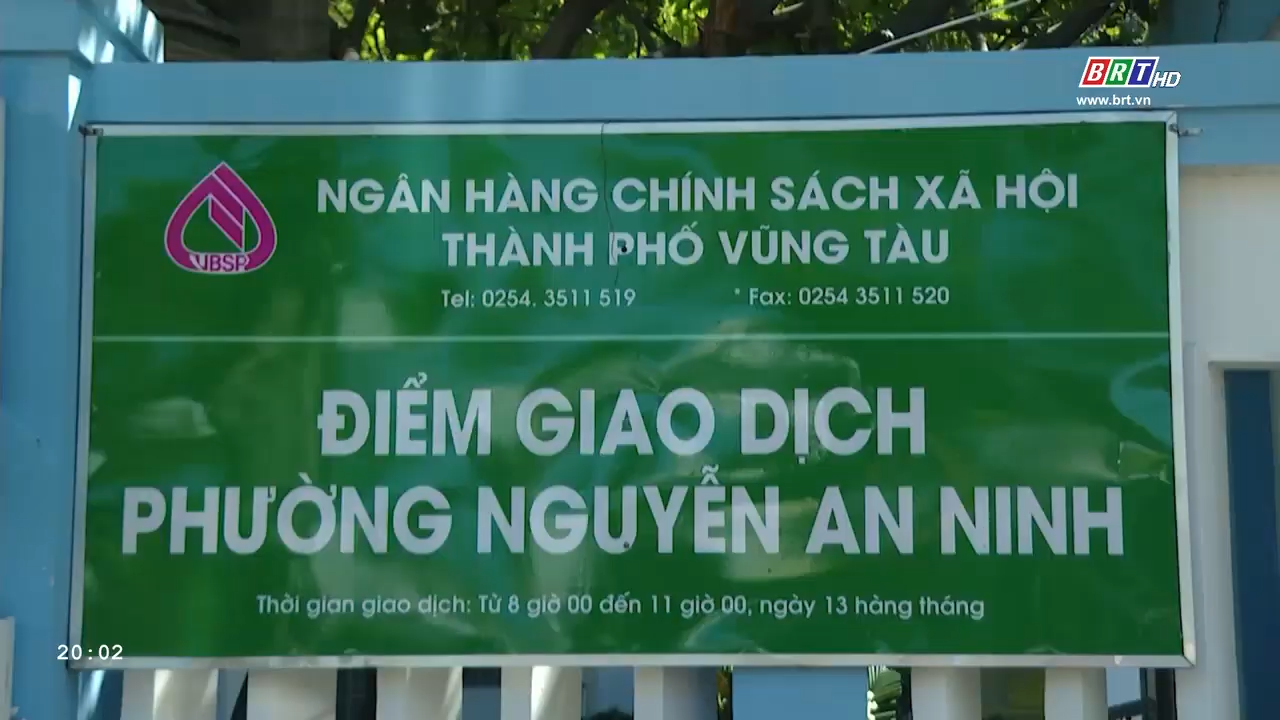 BRT HD
www.brt.vn
NGÂN HÀNG CHÍNH SÁCH XÃ HỘI
THÀNH PHỐ VŨNG TÀU
VBSP
Tel: 0254. 3511 519 * Fax: 0254 3511 520
ĐIỂM GIAO DỊCH
PHƯỜNG NGUYỄN AN NINH
Thời gian giao dịch: Từ 8 giờ 00 đến 11 giờ 00, ngày 13 hàng tháng
20:02